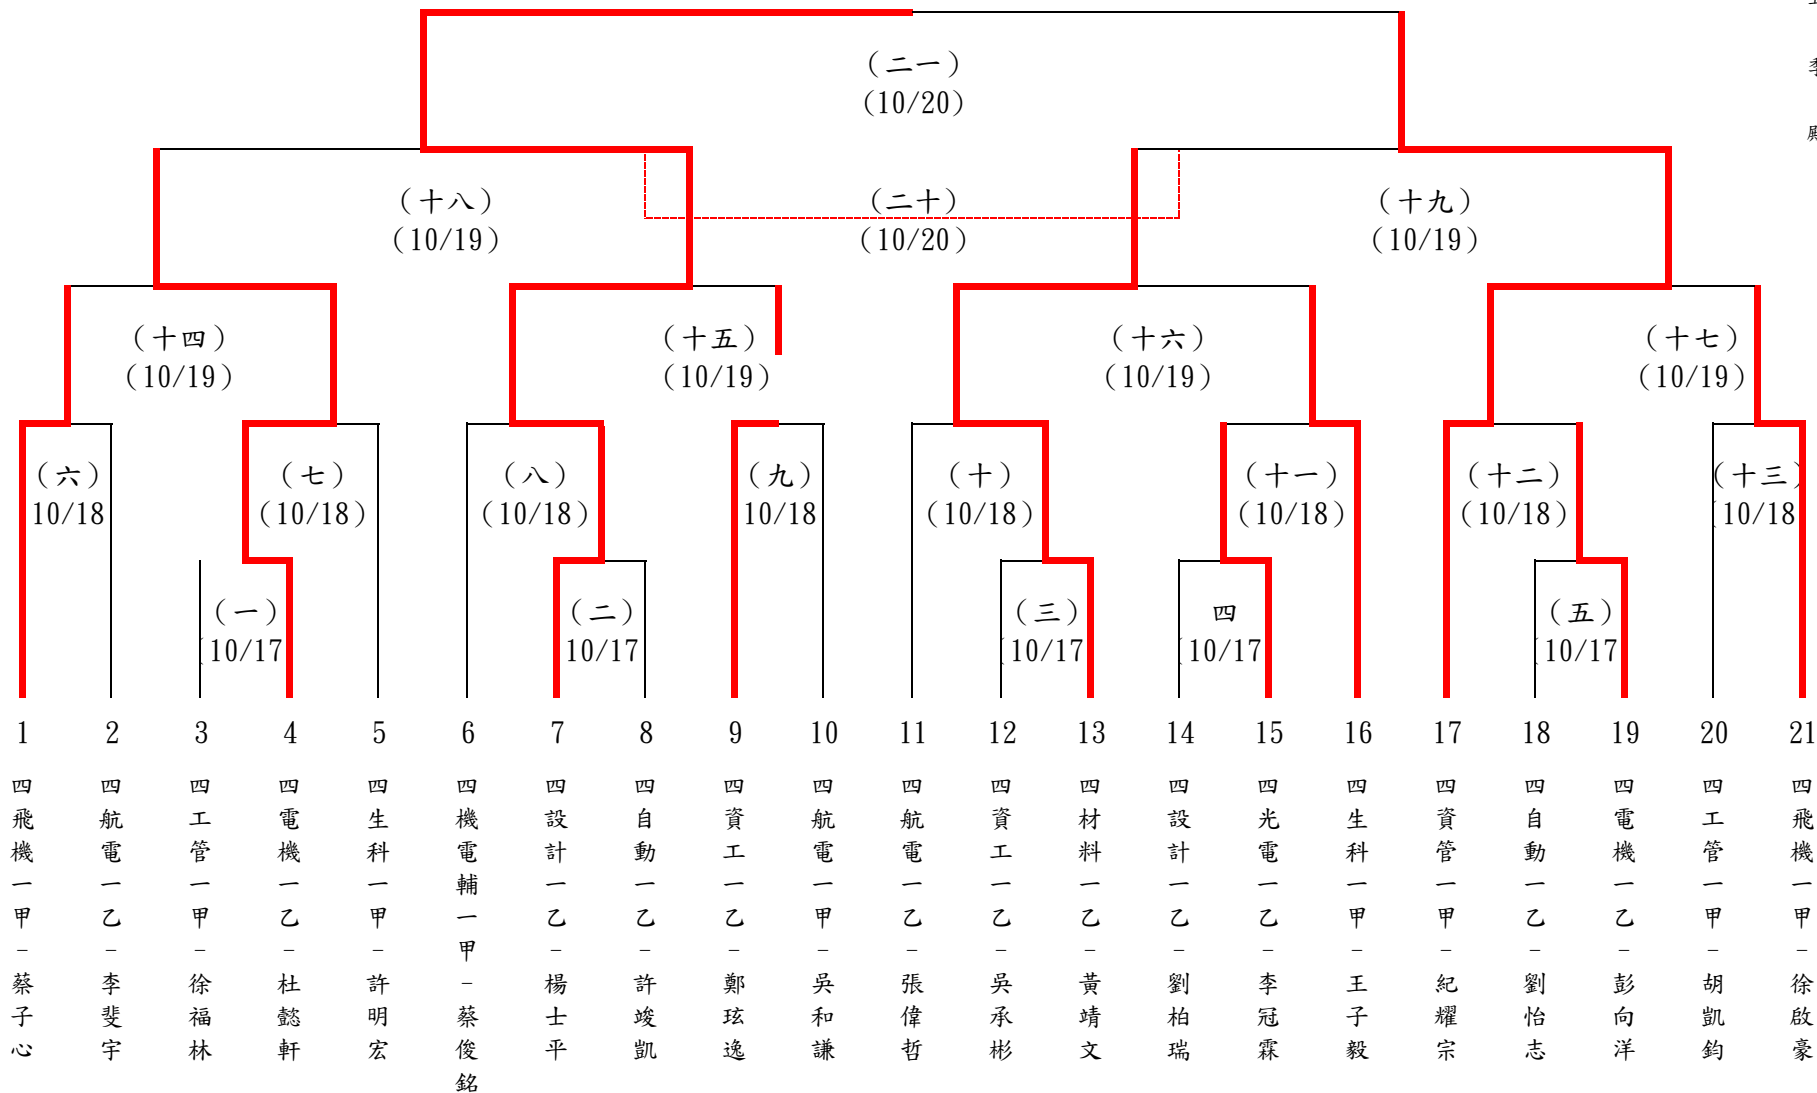 （二一）
（10/20）
（十八）
（10/19）
（二十）
（10/20）
（十九）
（10/19）
（十四）
（10/19）
（十五）
（10/19）
（十六）
（10/19）
（十七）
（10/19）
（六）
10/18
（七）
（10/18）
（八）
（10/18）
（九）
10/18
（十）
（10/18）
（十一）
（10/18）
（十二）
（10/18）
（十三）
（10/18
（一）
（10/17
（二）
10/17
（三）
（10/17
四
（10/17
（五）
（10/17
1 2 3 4 5 6 7 8 9 10 11 12 13 14 15 16 17 18 19 20 21
四飛機一甲-蔡子心
四航電一乙-李斐宇
四工管一甲-徐福林
四電機一乙-杜懿軒
四生科一甲-許明宏
四機電輔一甲-蔡俊銘
四設計一乙-楊士平
四自動一乙-許竣凱
四資工一乙-鄭玹逸
四航電一甲-吳和謙
四航電一乙-張偉哲
四資工一乙-吳承彬
四材料一乙-黃靖文
四設計一乙-劉柏瑞
四光電一乙-李冠霖
四生科一甲-王子毅
四資管一甲-紀耀宗
四自動一乙-劉怡志
四電機一乙-彭向洋
四工管一甲-胡凱鈞
四飛機一甲-徐啟豪